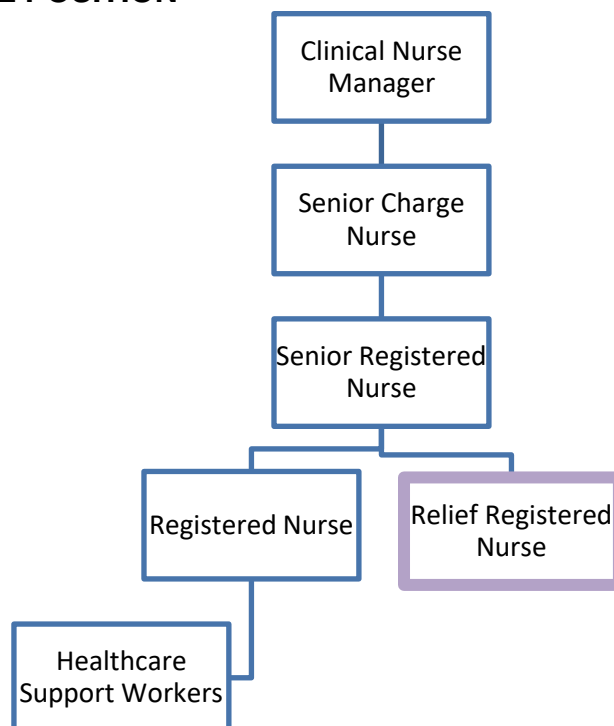 Clinical Nurse
Manager
Senior Charge
Nurse
Senior Registered
Nurse
Registered Nurse
Relief Registered
Nurse
Healthcare
Support Workers